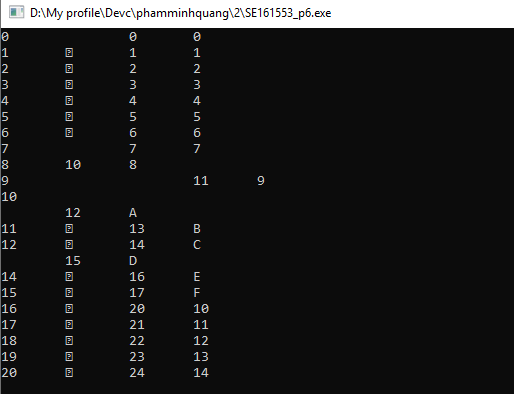 D:\My profile\Devc\phamminhquang\2\SE161553_p6.exe
0 0 0
1 ⍰ 1 1
2 ⍰ 2 2
3 ⍰ 3 3
4 ⍰ 4 4
5 ⍰ 5 5
6 ⍰ 6 6
7 7 7
8 10 8
9 11 9
10
12 A
11 ⍰ 13 B
12 ⍰ 14 C
15 D
14 ⍰ 16 E
15 ⍰ 17 F
16 ⍰ 20 10
17 ⍰ 21 11
18 ⍰ 22 12
19 ⍰ 23 13
20 ⍰ 24 14